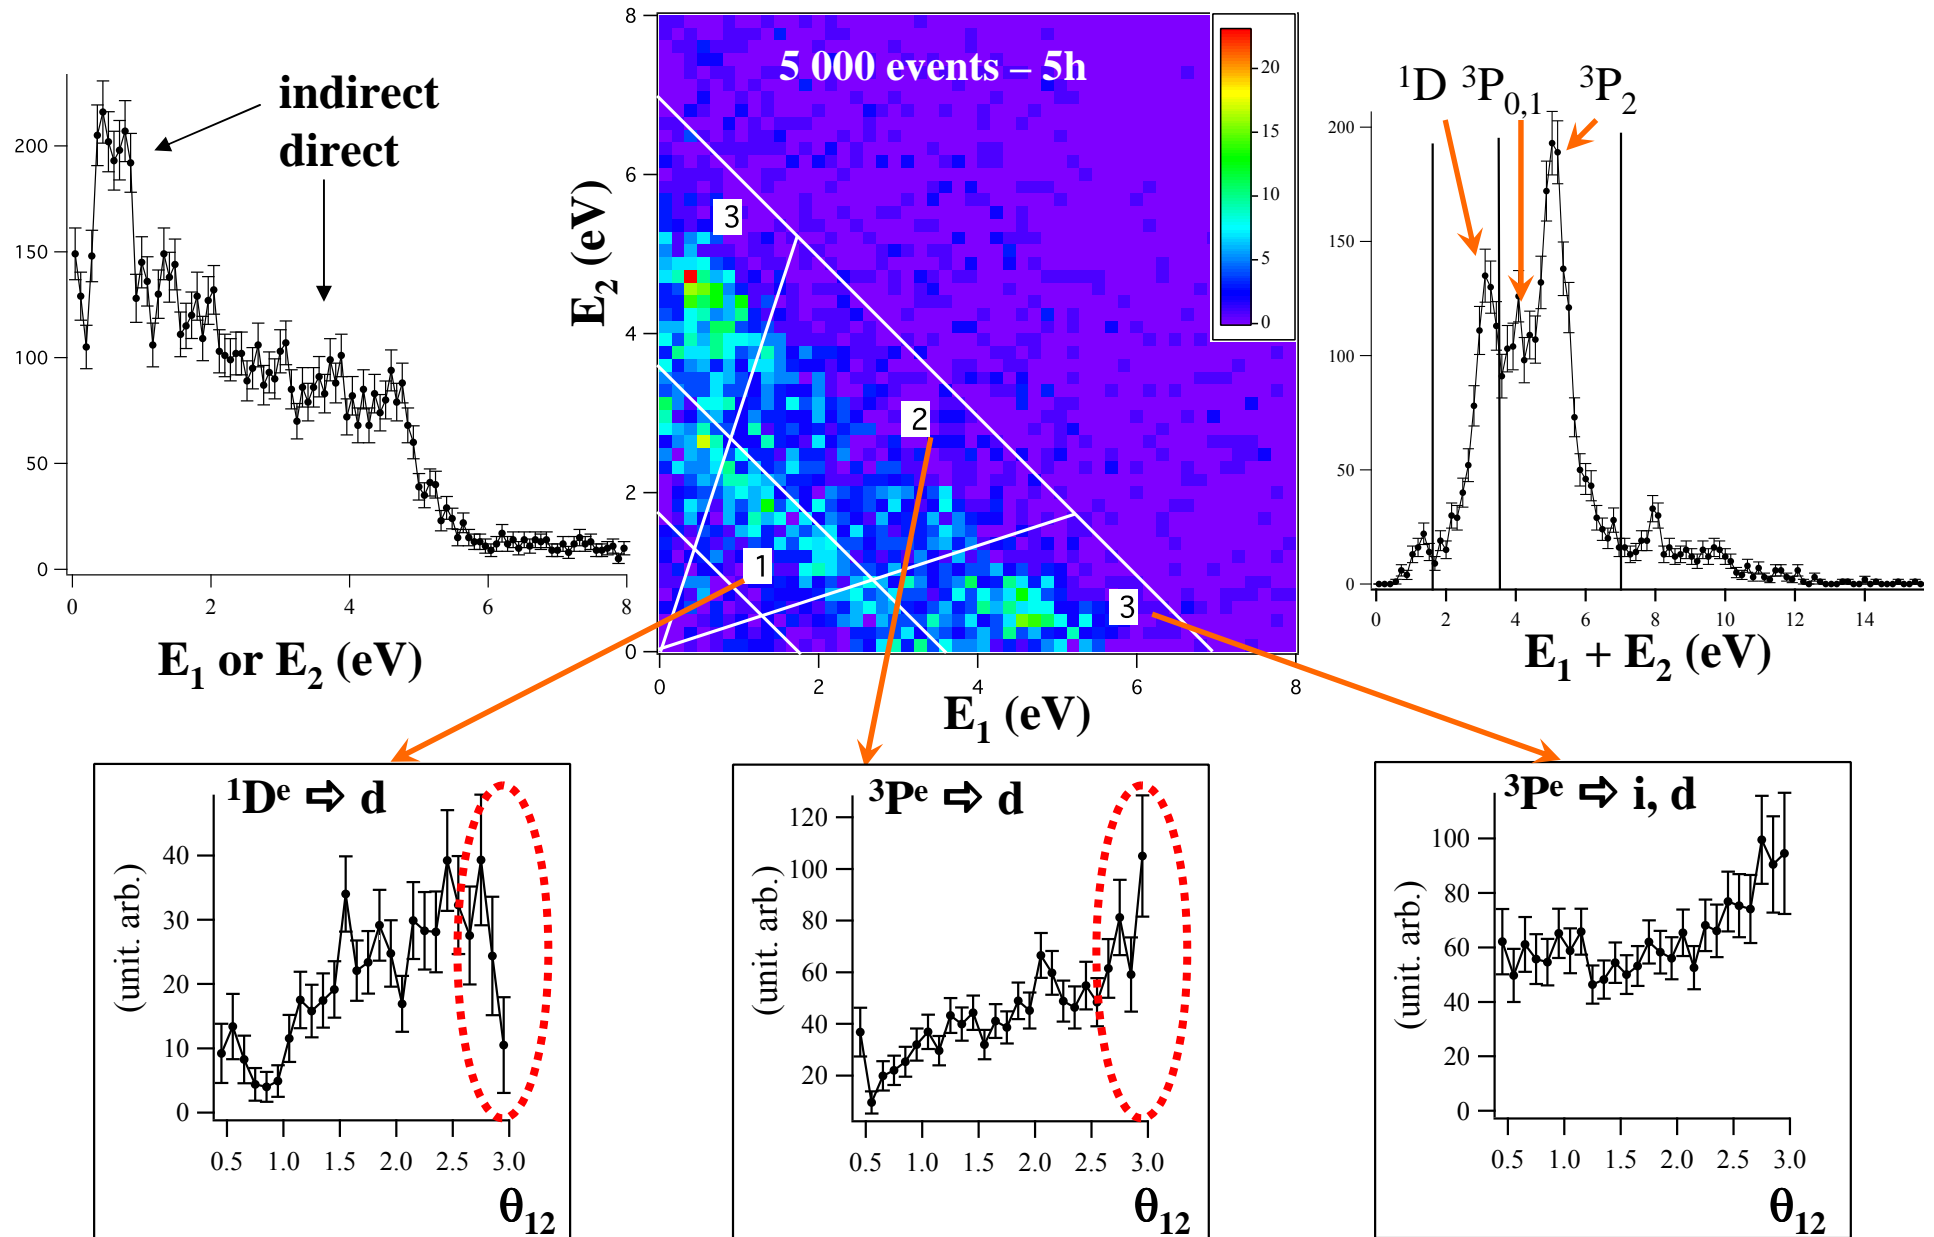 indirect
direct
200
150
100
50
0
0 2 4 6 8
E₁ or E₂ (eV)
5 000 events – 5h
8
6
4
2
0
0 2 4 6 8
E₂ (eV)
E₁ (eV)
20
15
10
5
0
3
2
1
3
¹D ³P₀,₁ ³P₂
200
150
100
50
0
0 2 4 6 8 10 12 14
E₁ + E₂ (eV)
¹Dᵉ ⇨ d
(unit. arb.)
40
30
20
10
0
0.5 1.0 1.5 2.0 2.5 3.0
θ₁₂
³Pᵉ ⇨ d
(unit. arb.)
120
100
80
60
40
20
0.5 1.0 1.5 2.0 2.5 3.0
θ₁₂
³Pᵉ ⇨ i, d
(unit. arb.)
100
80
60
40
20
0
0.5 1.0 1.5 2.0 2.5 3.0
θ₁₂